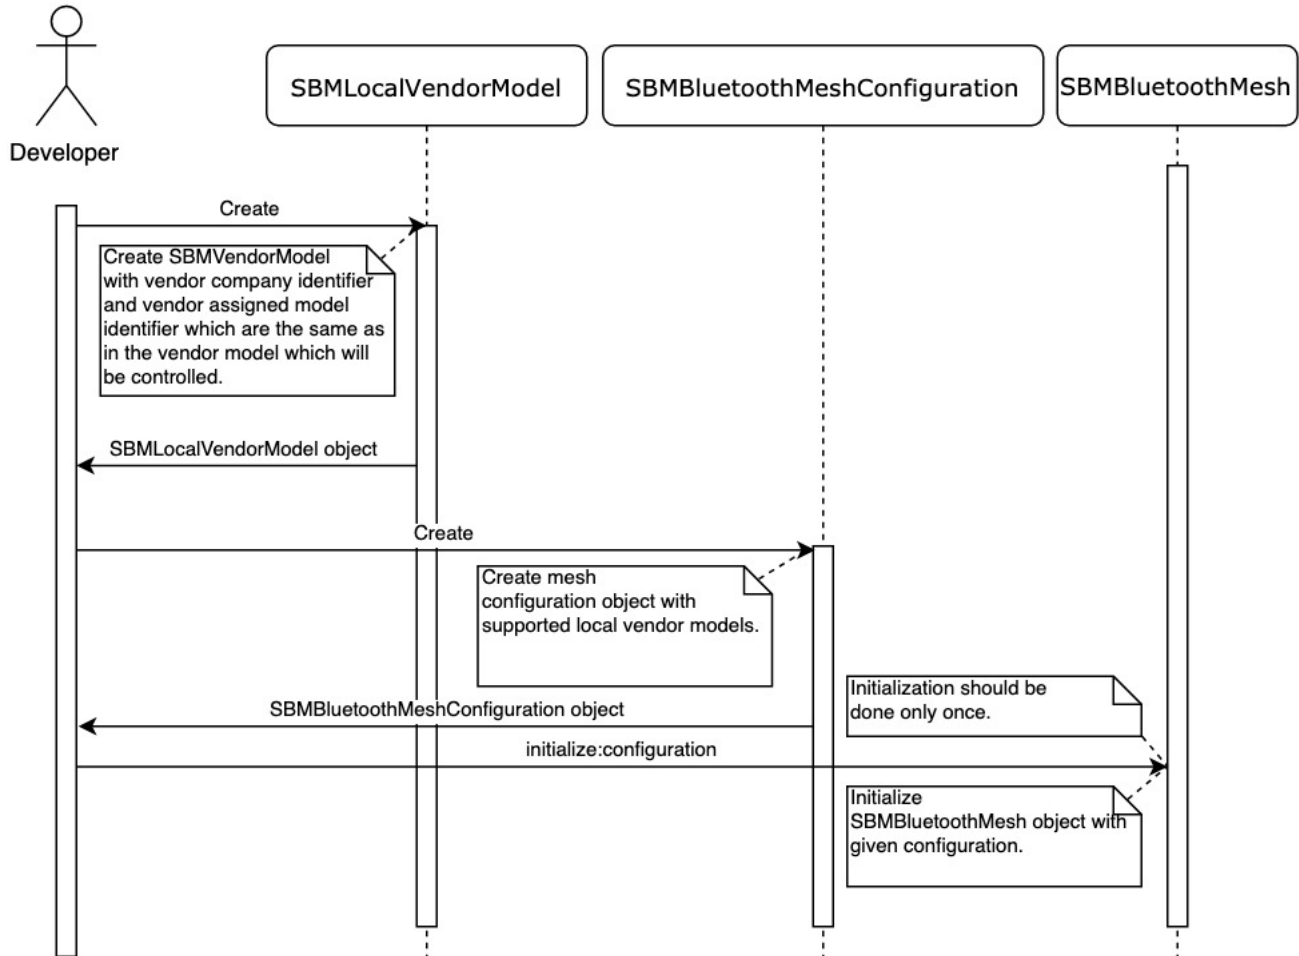 SBMLocalVendorModel
SBMBluetoothMeshConfiguration
SBMBluetoothMesh
Developer
Create
Create SBMVendorModel
with vendor company identifier
and vendor assigned model
identifier which are the same as
in the vendor model which will
be controlled.
SBMLocalVendorModel object
Create
Create mesh
configuration object with
supported local vendor models.
Initialization should be
done only once.
SBMBluetoothMeshConfiguration object
initialize:configuration
Initialize
SBMBluetoothMesh object with
given configuration.